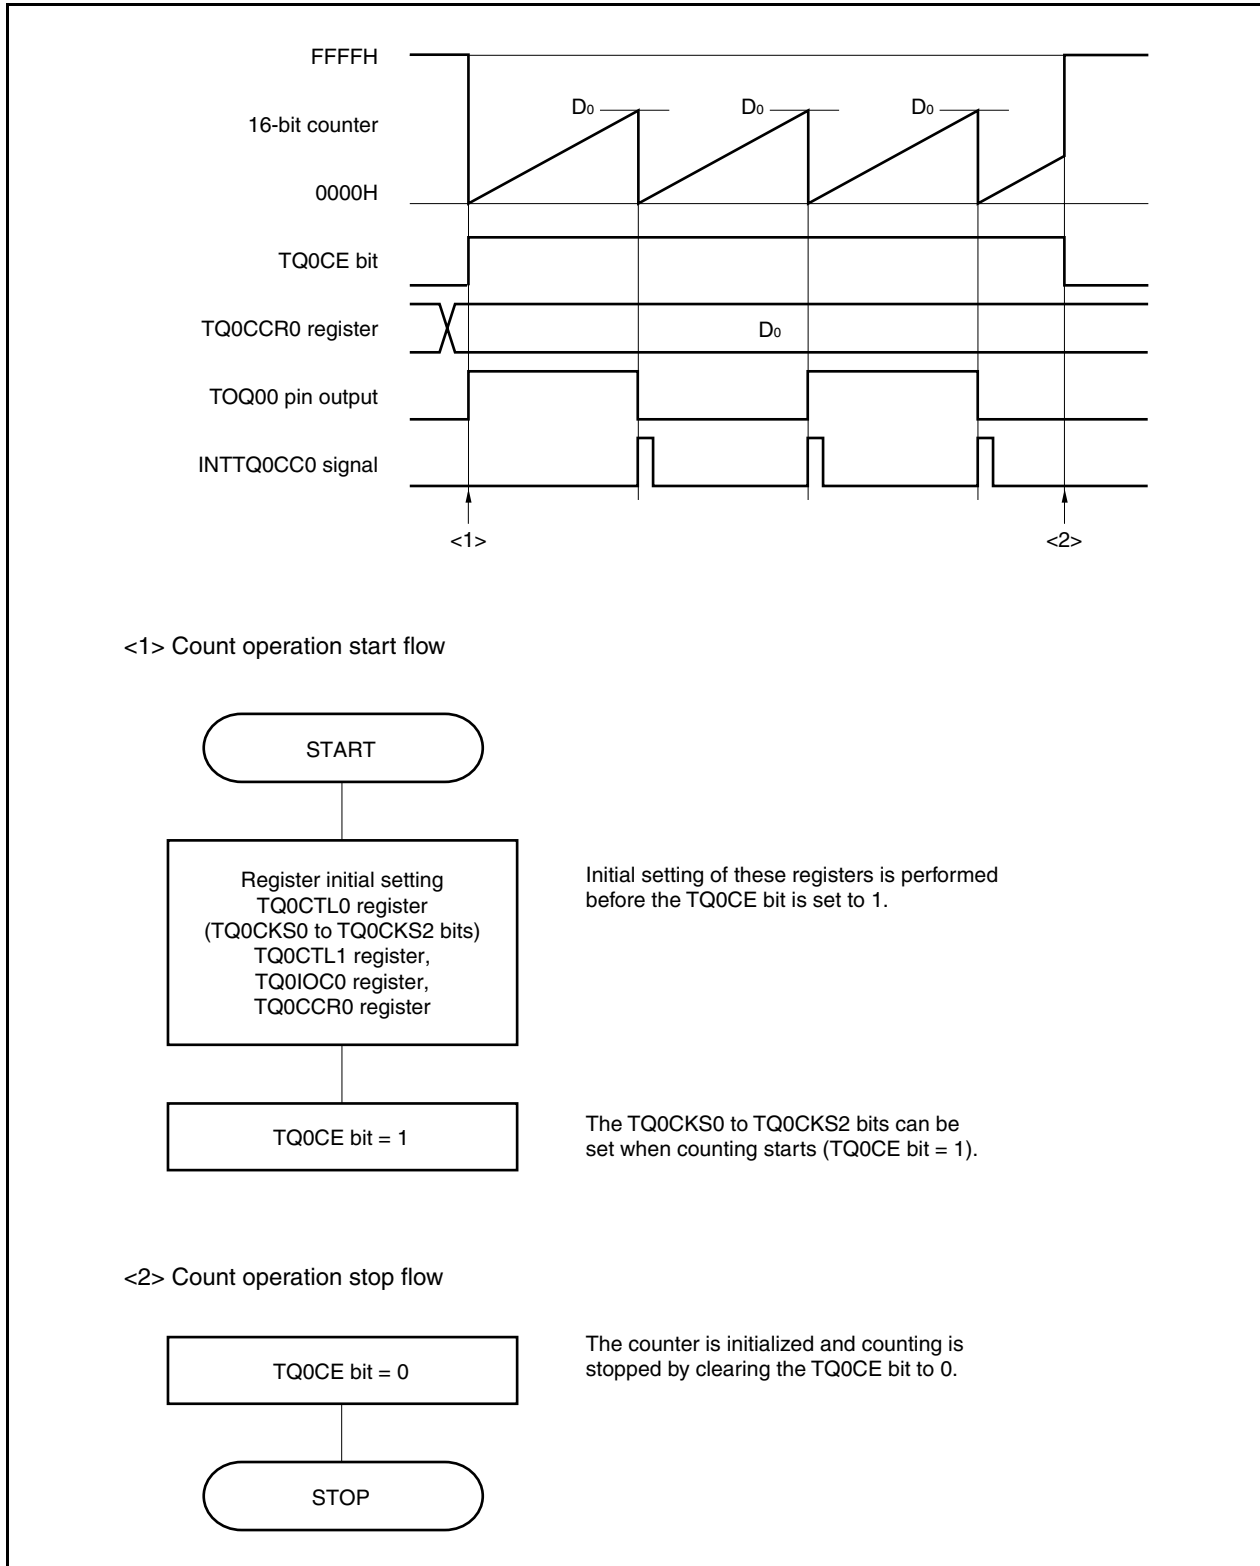 FFFFH
D0 D0 D0
16-bit counter
0000H
TQ0CE bit
TQ0CCR0 register D0
TOQ00 pin output
INTTQ0CC0 signal
<1> <2>
<1> Count operation start flow
START
Register initial setting
TQ0CTL0 register
(TQ0CKS0 to TQ0CKS2 bits)
TQ0CTL1 register,
TQ0IOC0 register,
TQ0CCR0 register
Initial setting of these registers is performed
before the TQ0CE bit is set to 1.
TQ0CE bit = 1
The TQ0CKS0 to TQ0CKS2 bits can be
set when counting starts (TQ0CE bit = 1).
<2> Count operation stop flow
TQ0CE bit = 0
The counter is initialized and counting is
stopped by clearing the TQ0CE bit to 0.
STOP